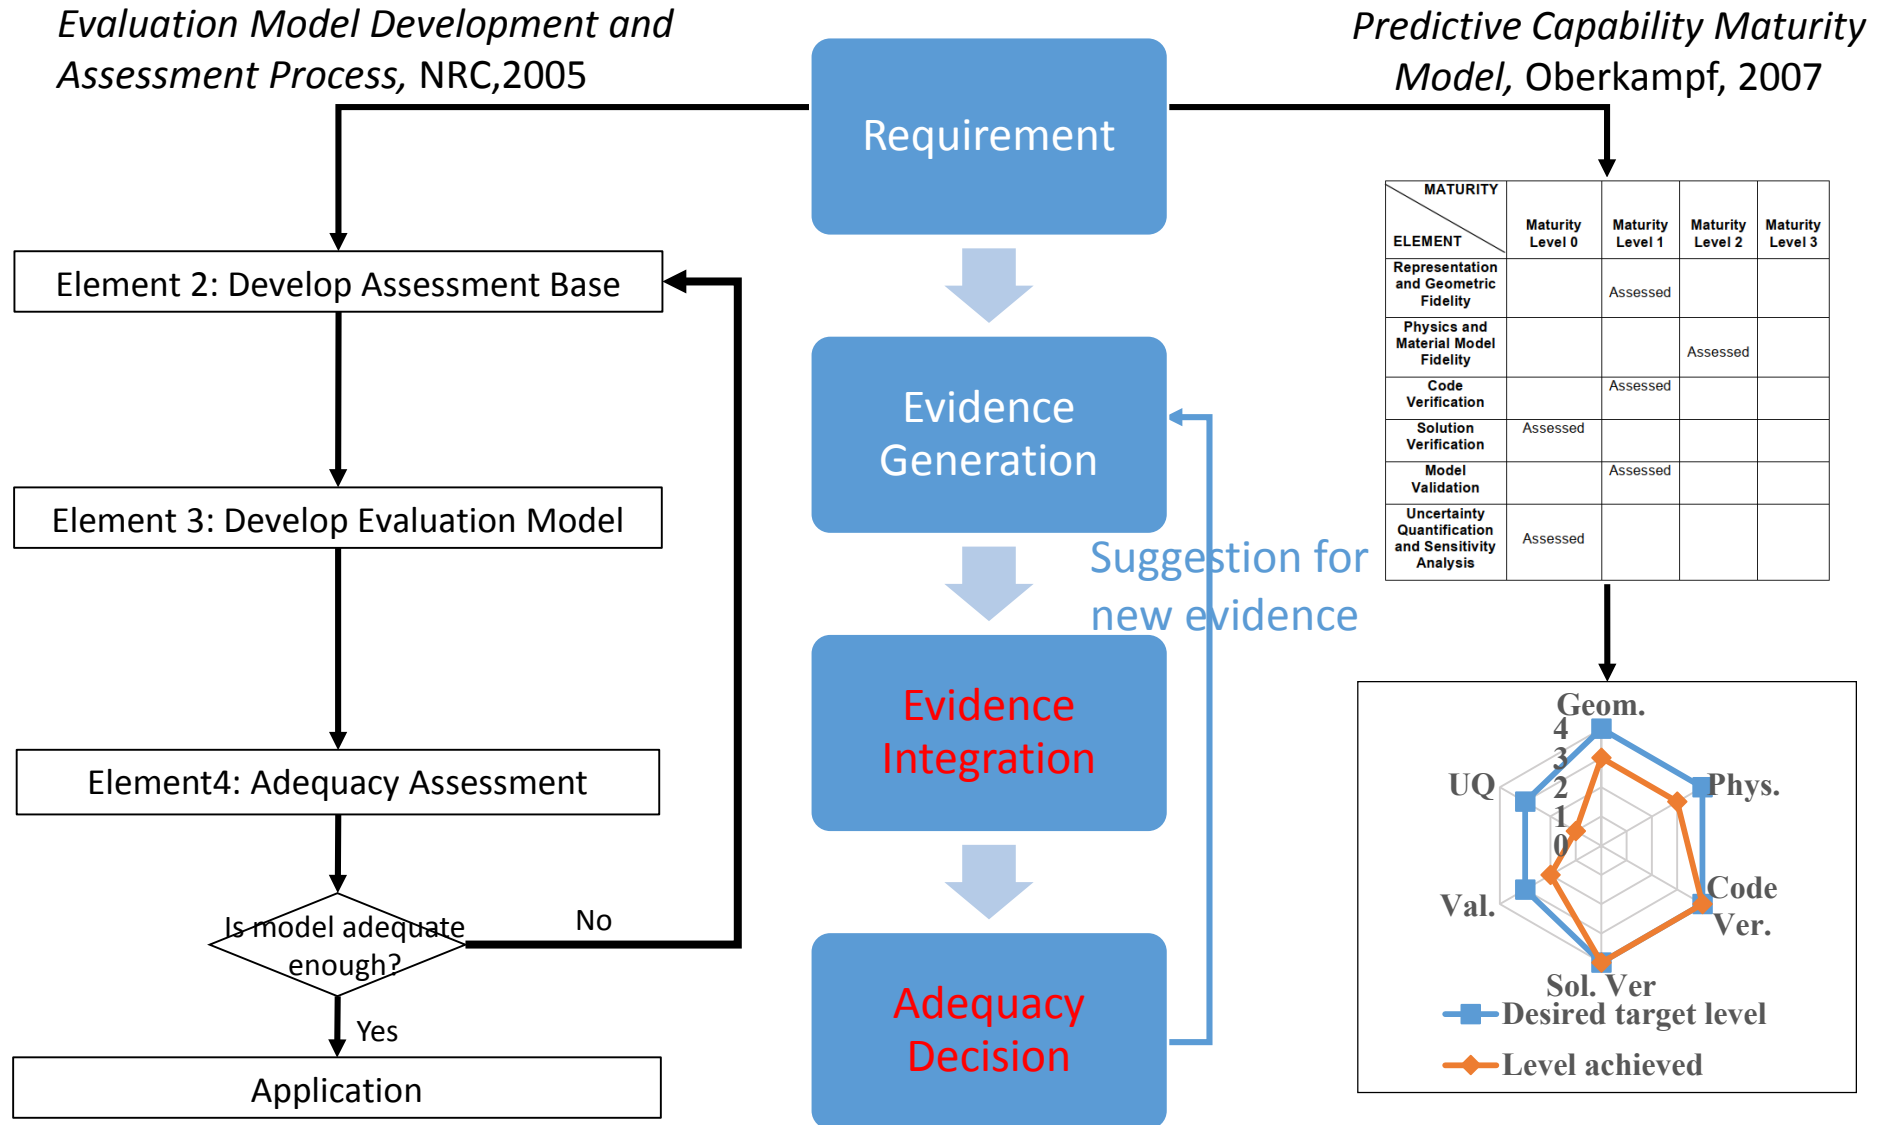 Evaluation Model Development and
Assessment Process, NRC,2005
Element 2: Develop Assessment Base
Element 3: Develop Evaluation Model
Element4: Adequacy Assessment
Is model adequate
enough?
No
Yes
Application
Requirement
Evidence
Generation
Suggestion for
new evidence
Evidence
Integration
Adequacy
Decision
Predictive Capability Maturity
Model, Oberkampf, 2007
MATURITY
ELEMENT
Maturity
Level 0
Maturity
Level 1
Maturity
Level 2
Maturity
Level 3
Representation
and Geometric
Fidelity
Assessed
Physics and
Material Model
Fidelity
Assessed
Code
Verification
Assessed
Solution
Verification
Assessed
Model
Validation
Assessed
Uncertainty
Quantification
and Sensitivity
Analysis
Assessed
Geom.
4
3
2
1
0
UQ
Phys.
Val.
Code
Ver.
Sol. Ver
Desired target level
Level achieved